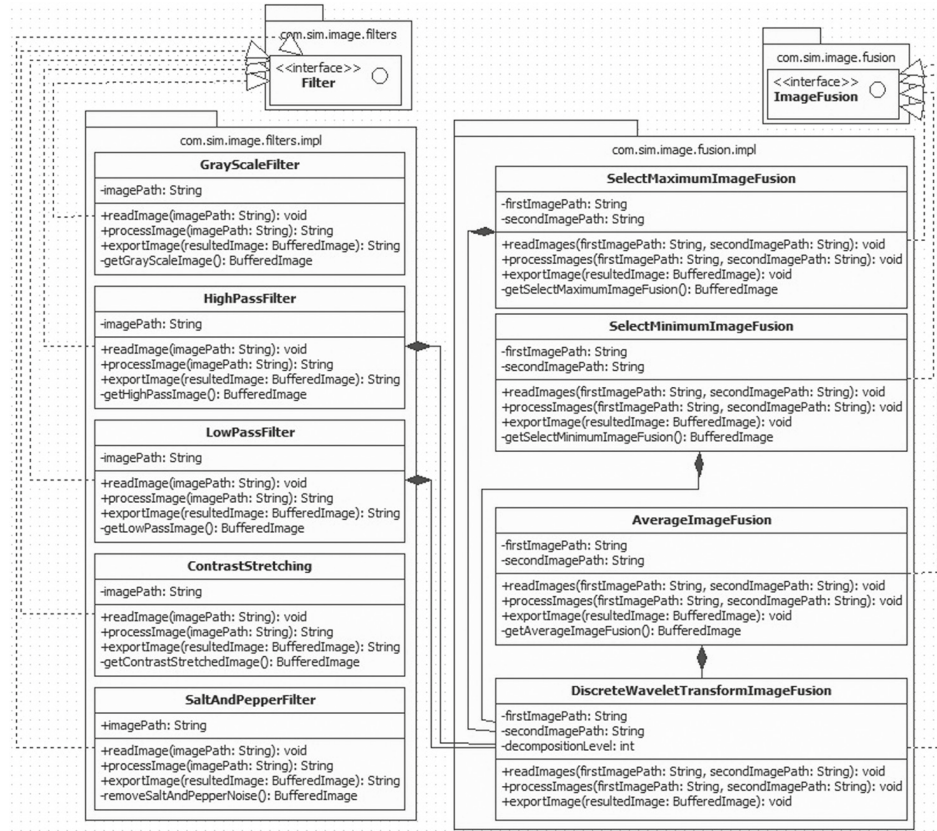 com.sim.image.filters
<<interface>>
Filter
com.sim.image.fusion
<<interface>>
ImageFusion
com.sim.image.filters.impl
GrayScaleFilter
-imagePath: String
+readImage(imagePath: String): void
+processImage(imagePath: String): String
+exportImage(resultedImage: BufferedImage): String
-getGrayScaleImage(): BufferedImage
HighPassFilter
-imagePath: String
+readImage(imagePath: String): void
+processImage(imagePath: String): String
+exportImage(resultedImage: BufferedImage): String
-getHighPassImage(): BufferedImage
LowPassFilter
-imagePath: String
+readImage(imagePath: String): void
+processImage(imagePath: String): String
+exportImage(resultedImage: BufferedImage): String
-getLowPassImage(): BufferedImage
ContrastStretching
-imagePath: String
+readImage(imagePath: String): void
+processImage(imagePath: String): String
+exportImage(resultedImage: BufferedImage): String
-getContrastStretchedImage(): BufferedImage
SaltAndPepperFilter
+imagePath: String
+readImage(imagePath: String): void
+processImage(imagePath: String): String
+exportImage(resultedImage: BufferedImage): String
-removeSaltAndPepperNoise(): BufferedImage
com.sim.image.fusion.impl
SelectMaximumImageFusion
-firstImagePath: String
-secondImagePath: String
+readImages(firstImagePath: String, secondImagePath: String): void
+processImages(firstImagePath: String, secondImagePath: String): void
+exportImage(resultedImage: BufferedImage): void
-getSelectMaximumImageFusion(): BufferedImage
SelectMinimumImageFusion
-firstImagePath: String
-secondImagePath: String
+readImages(firstImagePath: String, secondImagePath: String): void
+processImages(firstImagePath: String, secondImagePath: String): void
+exportImage(resultedImage: BufferedImage): void
-getSelectMinimumImageFusion(): BufferedImage
AverageImageFusion
-firstImagePath: String
-secondImagePath: String
+readImages(firstImagePath: String, secondImagePath: String): void
+processImages(firstImagePath: String, secondImagePath: String): void
+exportImage(resultedImage: BufferedImage): void
-getAverageImageFusion(): BufferedImage
DiscreteWaveletTransformImageFusion
-firstImagePath: String
-secondImagePath: String
-decompositionLevel: int
+readImages(firstImagePath: String, secondImagePath: String): void
+processImages(firstImagePath: String, secondImagePath: String): void
+exportImage(resultedImage: BufferedImage): void